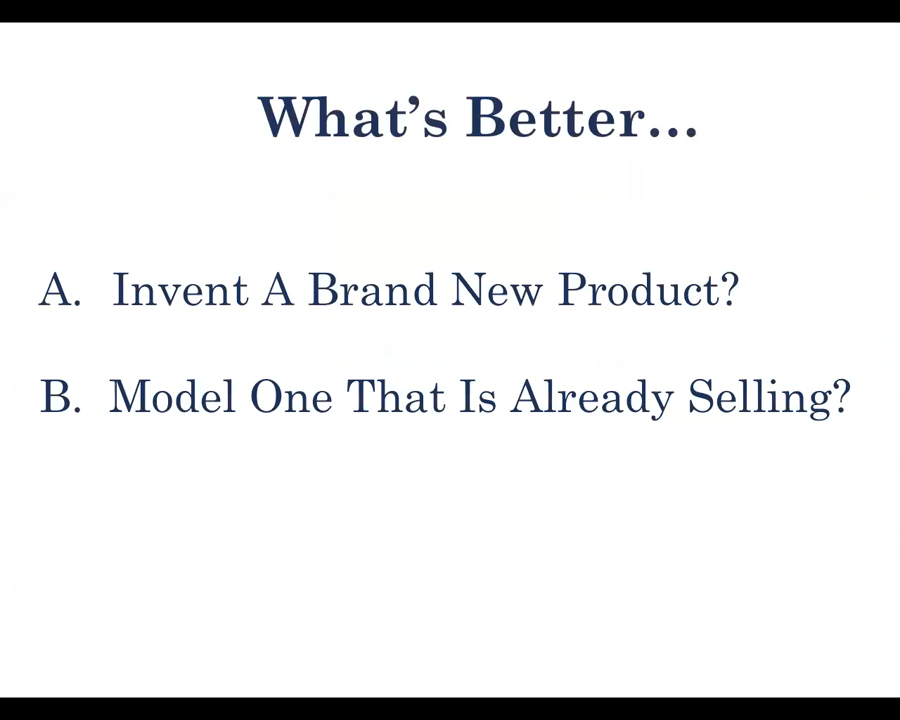 What’s Better…
A. Invent A Brand New Product?
B. Model One That Is Already Selling?